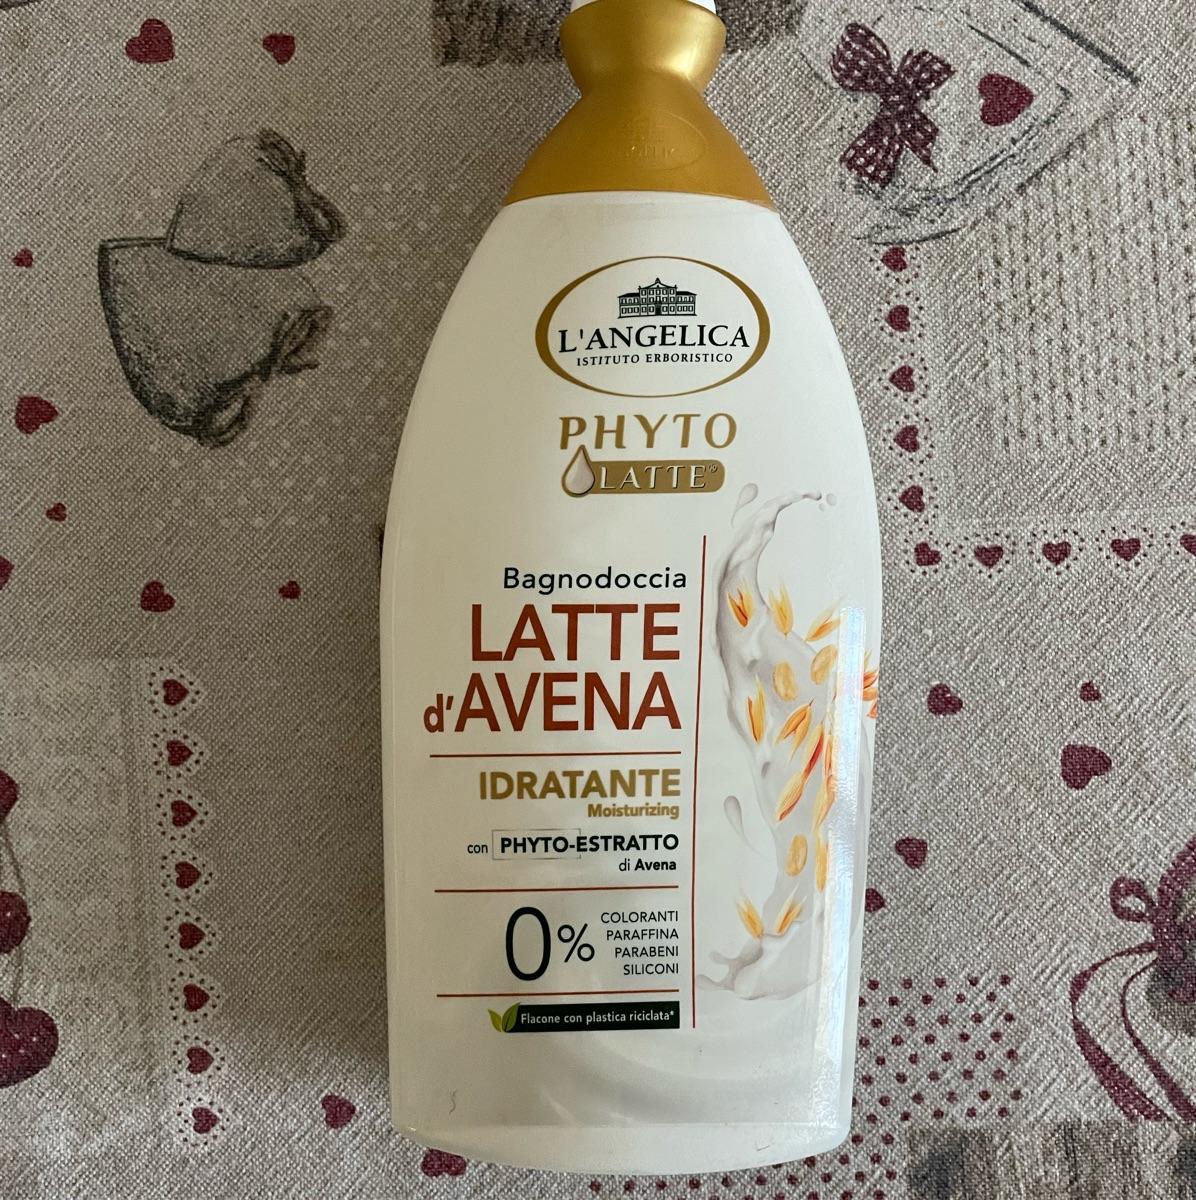 L'ANGELICA
ISTITUTO ERBORISTICO
PHYTO
LATTE®
Bagnodoccia
LATTE
d'AVENA
IDRATANTE
Moisturizing
con PHYTO-ESTRATTO
di Avena
0%
COLORANTI
PARAFFINA
PARABENI
SILICONI
Flacone con plastica riciclata*